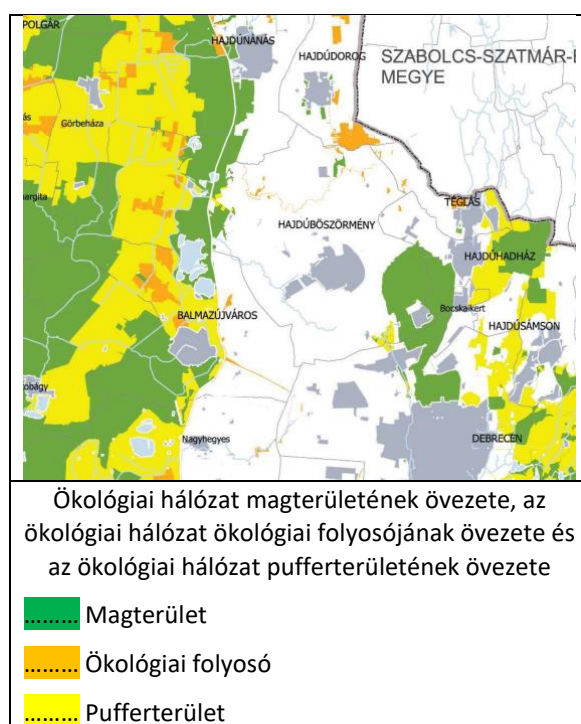 POLGÁR
HAJDÚNÁNÁS
HAJDÚDOROG
SZABOLCS-SZATMÁR-
MEGYE
Görbeháza
HAJDÚBÖSZÖRMÉNY
TÉGLÁS
HAJDÚHADHÁZ
Bocskaikert
BALMAZÚJVÁROS
HAJDÚSÁMSON
Nagyhegyes
DEBRECEN
Ökológiai hálózat magterületének övezete, az
ökológiai hálózat ökológiai folyosójának övezete és
az ökológiai hálózat pufferterületének övezete
......... Magterület
......... Ökológiai folyosó
......... Pufferterület